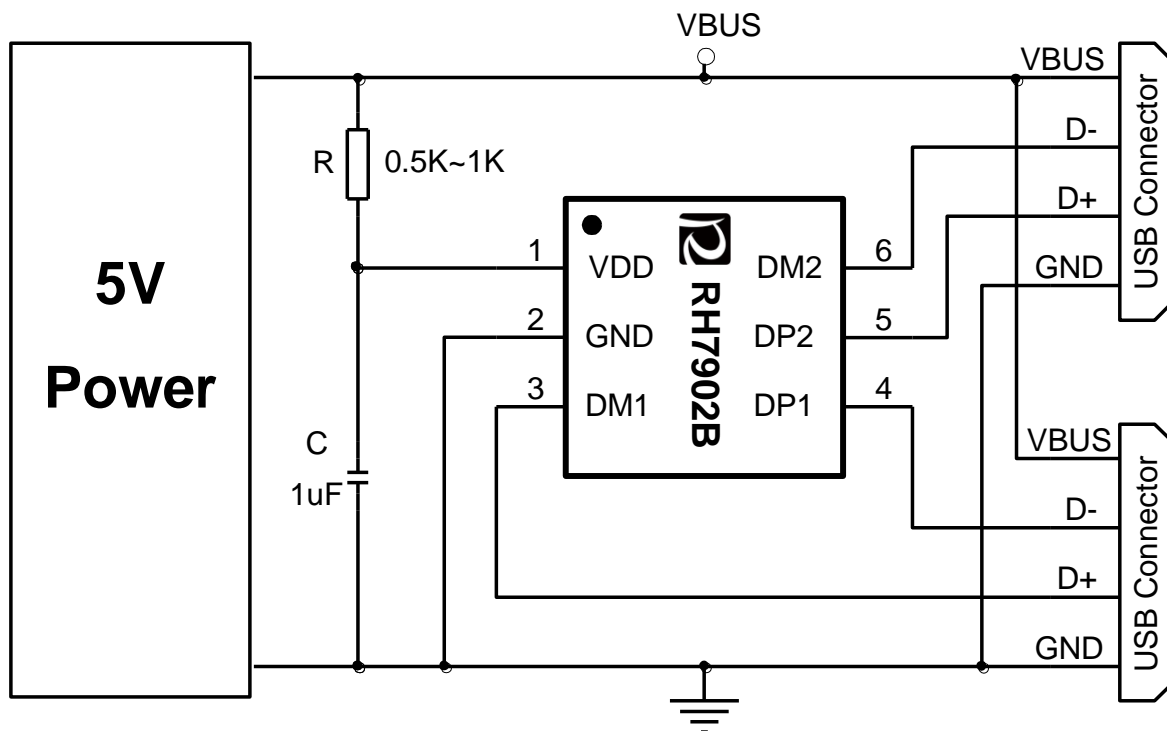 VBUS
5V
Power
R
0.5K~1K
C
1uF
1
VDD
2
GND
3
DM1
RH7902B
DM2
6
DP2
5
DP1
4
VBUS
D-
D+
GND
USB Connector
VBUS
D-
D+
GND
USB Connector